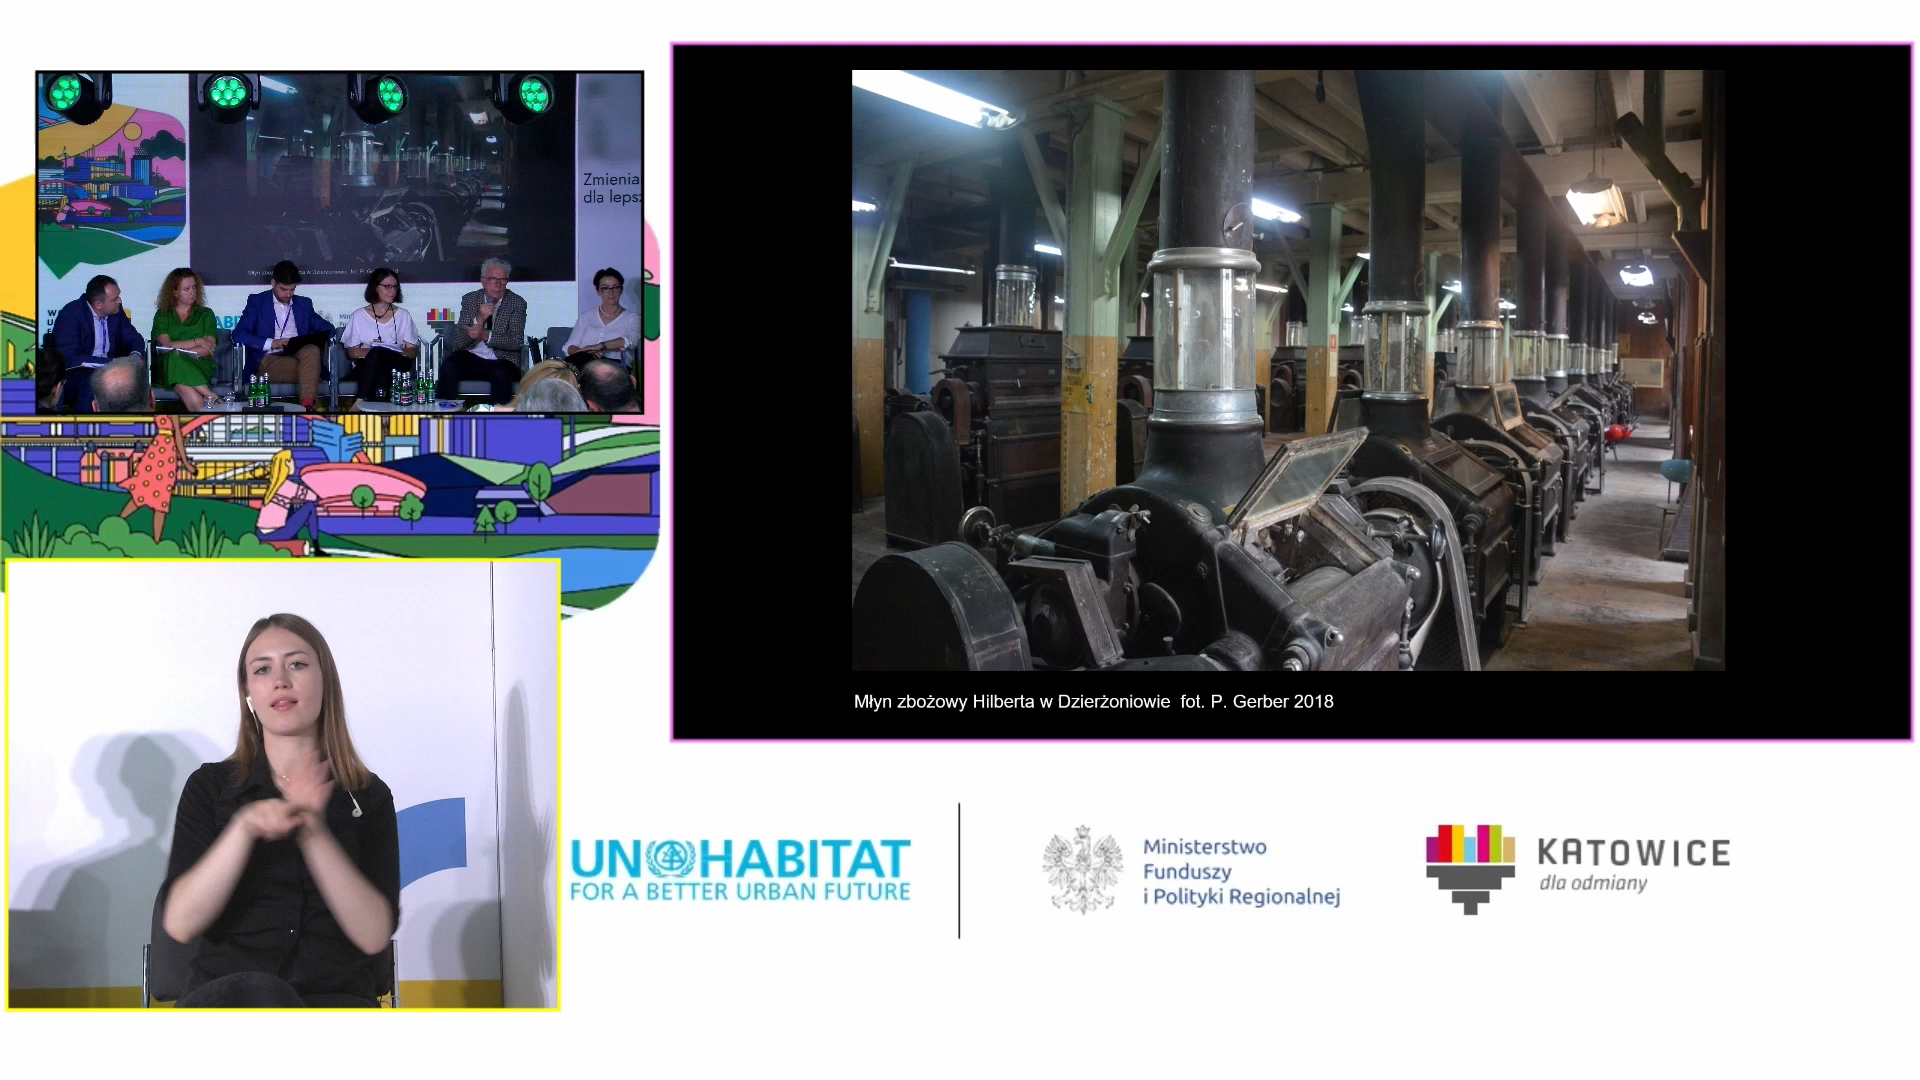 Zmienia
dla lepsz
Młyn zbożowy Hilberta w Dzierżoniowie fot. P. Gerber 2018
UN HABITAT
FOR A BETTER URBAN FUTURE
Ministerstwo
Funduszy
i Polityki Regionalnej
KATOWICE
dla odmiany